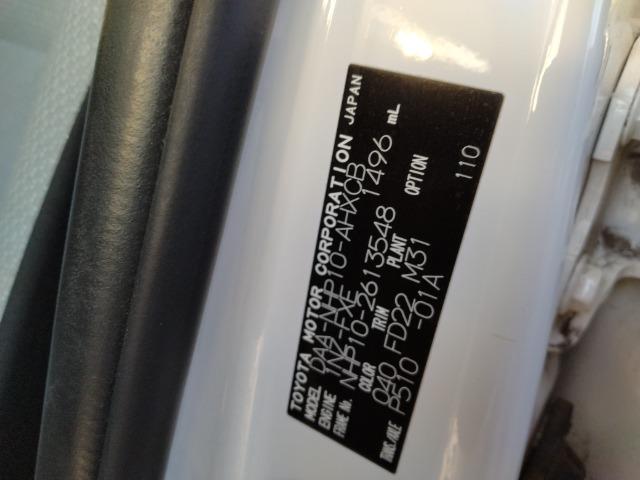 TOYOTA MOTOR CORPORATION JAPAN
MODEL DAA-NHP10-AHXQB
ENGINE 1NZ-FXE 1496 mL
FRAME No. NHP10-2613548
COLOR TRIM PLANT OPTION
040 FD22 M31
TRANS./AXLE P510 -01A 110